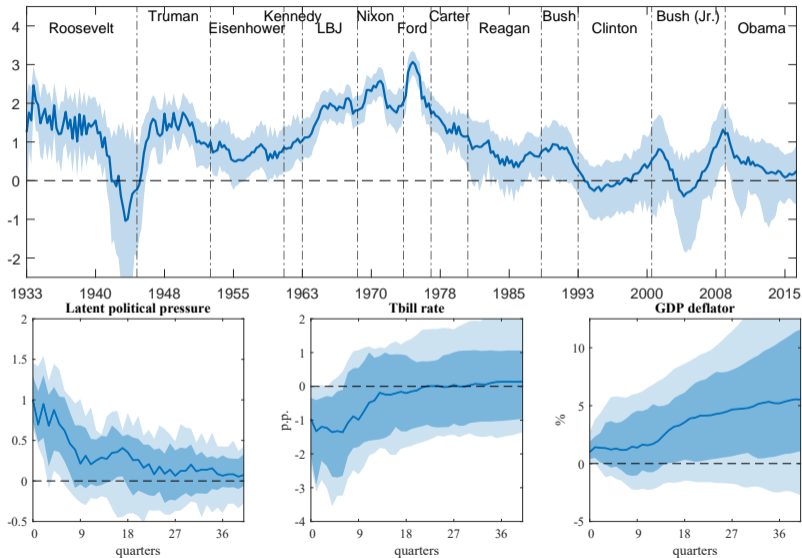 Truman Kennedy Nixon Carter Bush Bush (Jr.)
Roosevelt Eisenhower LBJ Ford Reagan Clinton Obama
4
3
2
1
0
-1
-2
1933 1940 1948 1955 1963 1970 1978 1985 1993 2000 2008 2016
Latent political pressure
2
1.5
1
0.5
0
-0.5
0 9 18 27 36
quarters
Tbill rate
p.p.
2
1
0
-1
-2
-3
-4
0 9 18 27 36
quarters
GDP deflator
%
10
5
0
-5
0 9 18 27 36
quarters